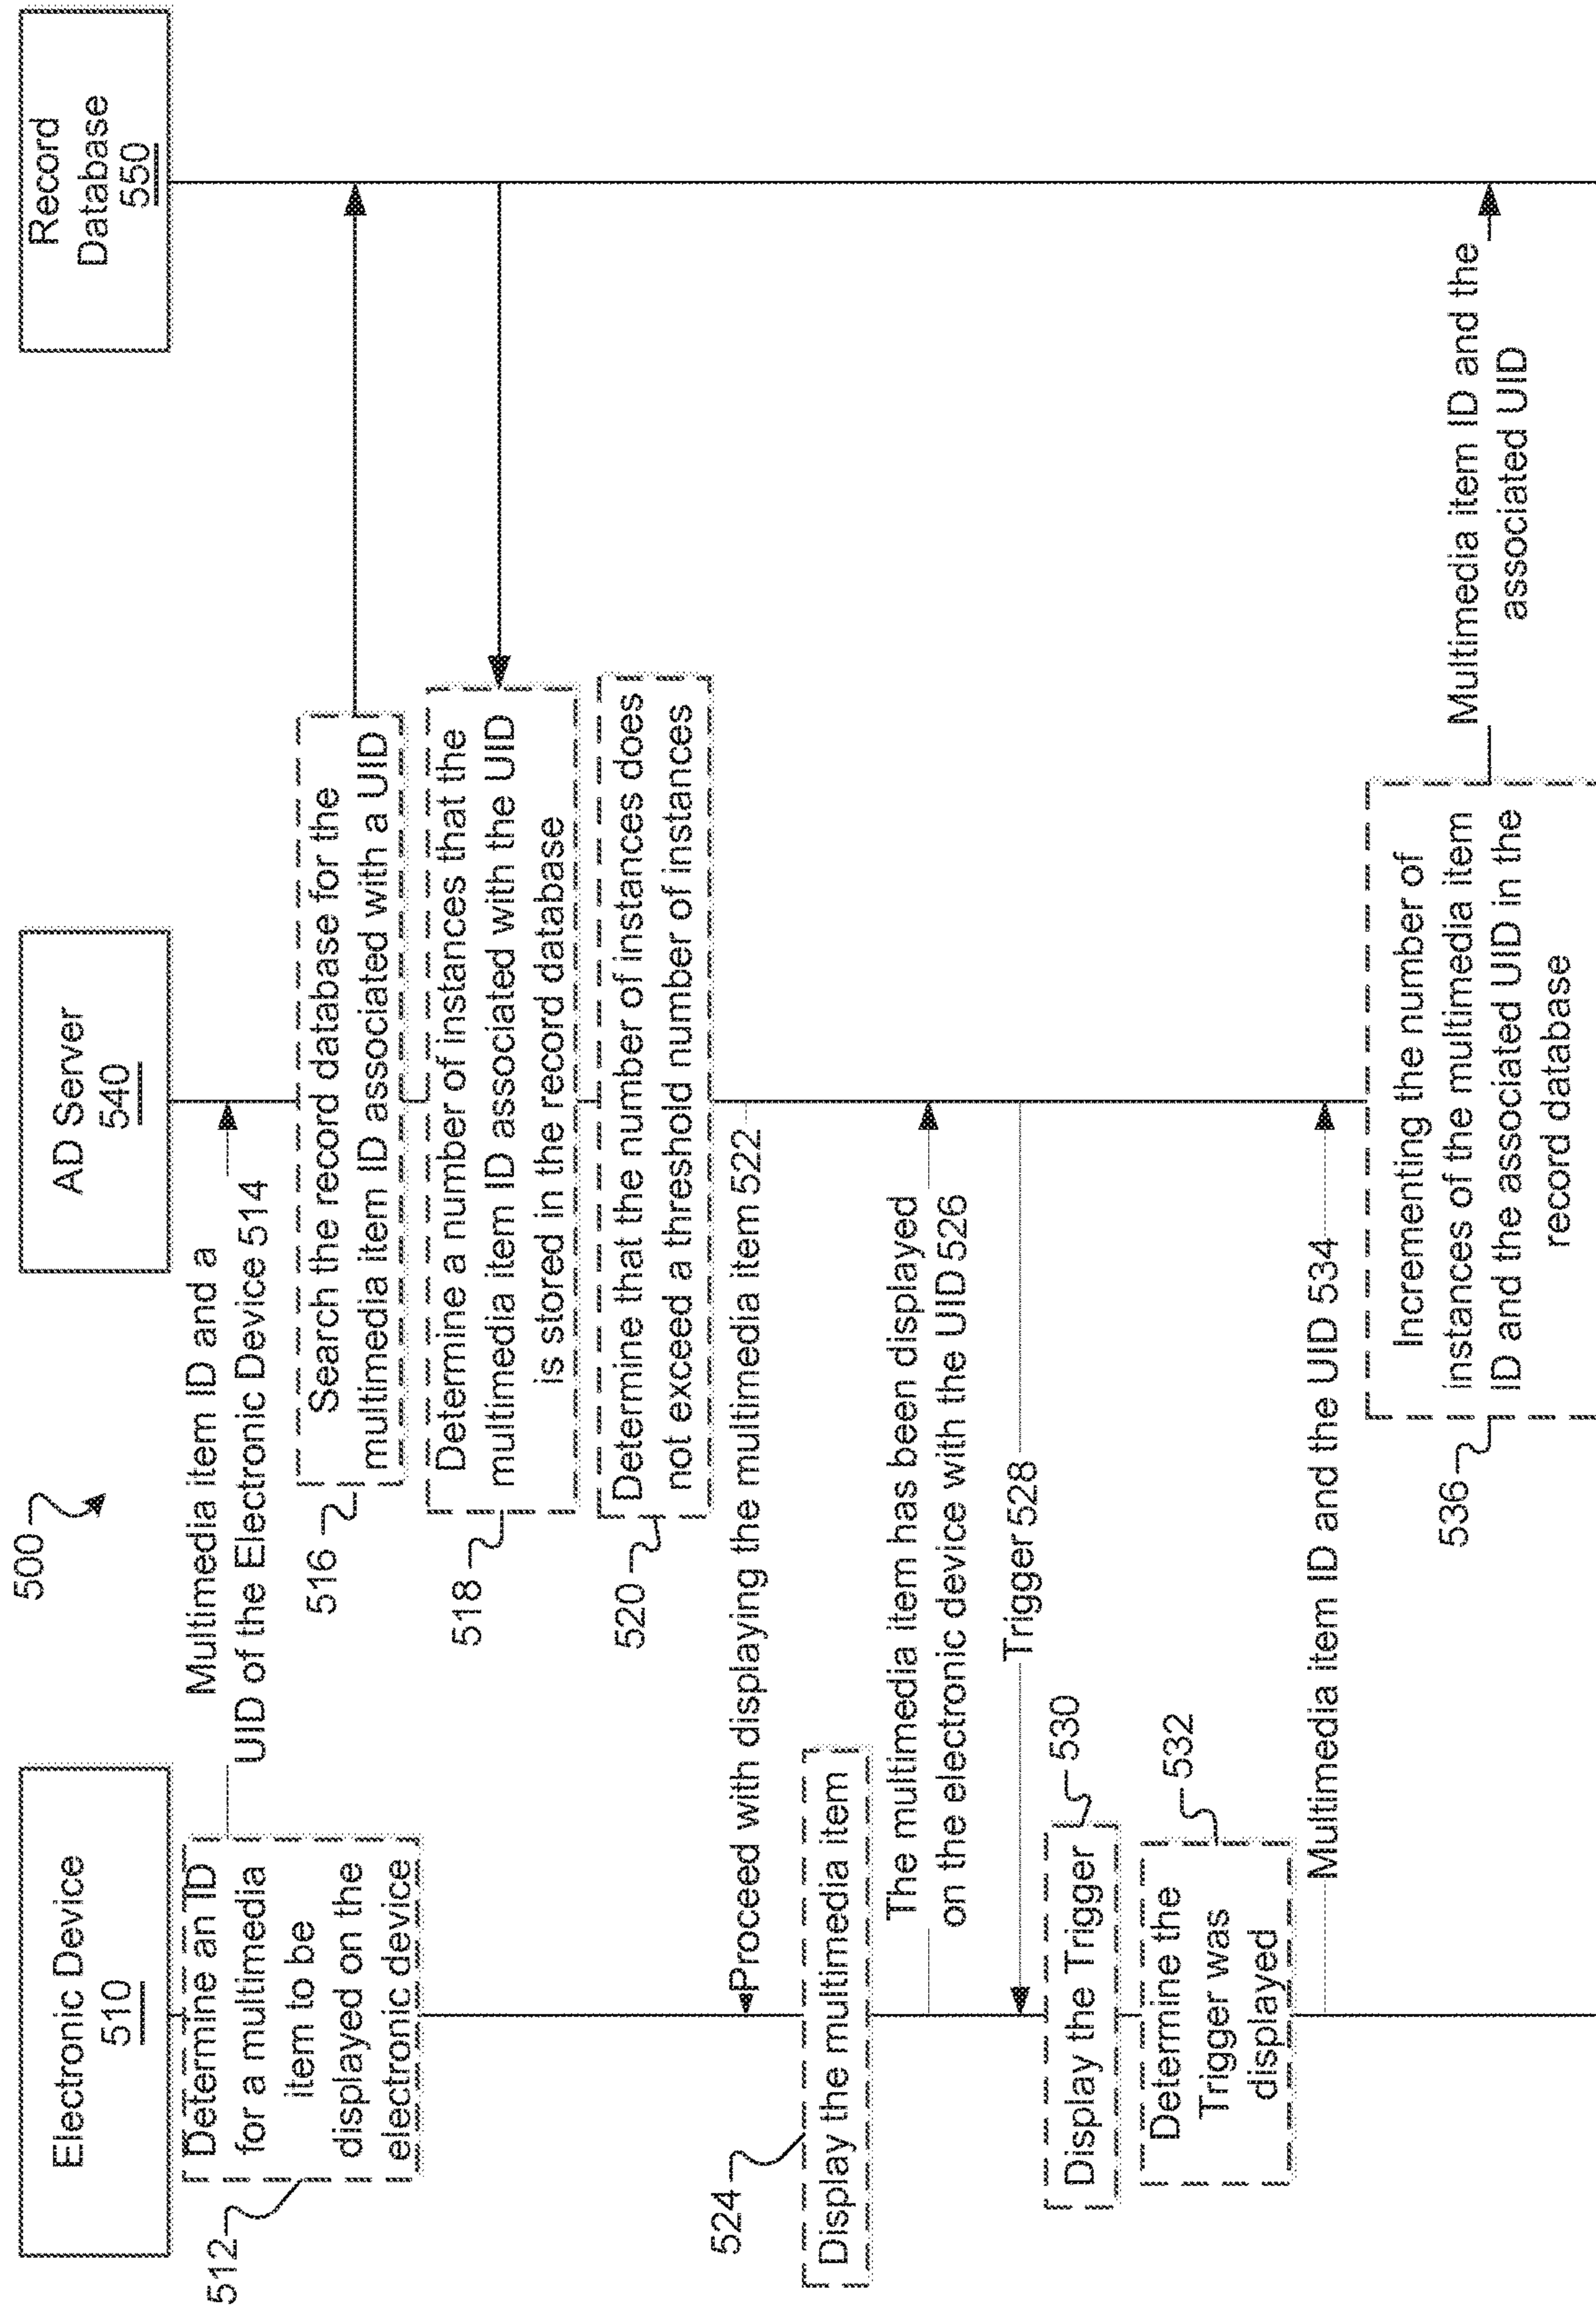 500
Electronic Device
510
AD Server
540
Record
Database
550
512
Determine an ID
for a multimedia
item to be
displayed on the
electronic device
Multimedia item ID and a
UID of the Electronic Device 514
516
Search the record database for the
multimedia item ID associated with a UID
518
Determine a number of instances that the
multimedia item ID associated with the UID
is stored in the record database
520
Determine that the number of instances does
not exceed a threshold number of instances
Proceed with displaying the multimedia item 522
524
Display the multimedia item
The multimedia item has been displayed
on the electronic device with the UID 526
Trigger 528
530
Display the Trigger
532
Determine the
Trigger was
displayed
Multimedia item ID and the UID 534
536
Incrementing the number of
instances of the multimedia item
ID and the associated UID in the
record database
Multimedia item ID and the
associated UID